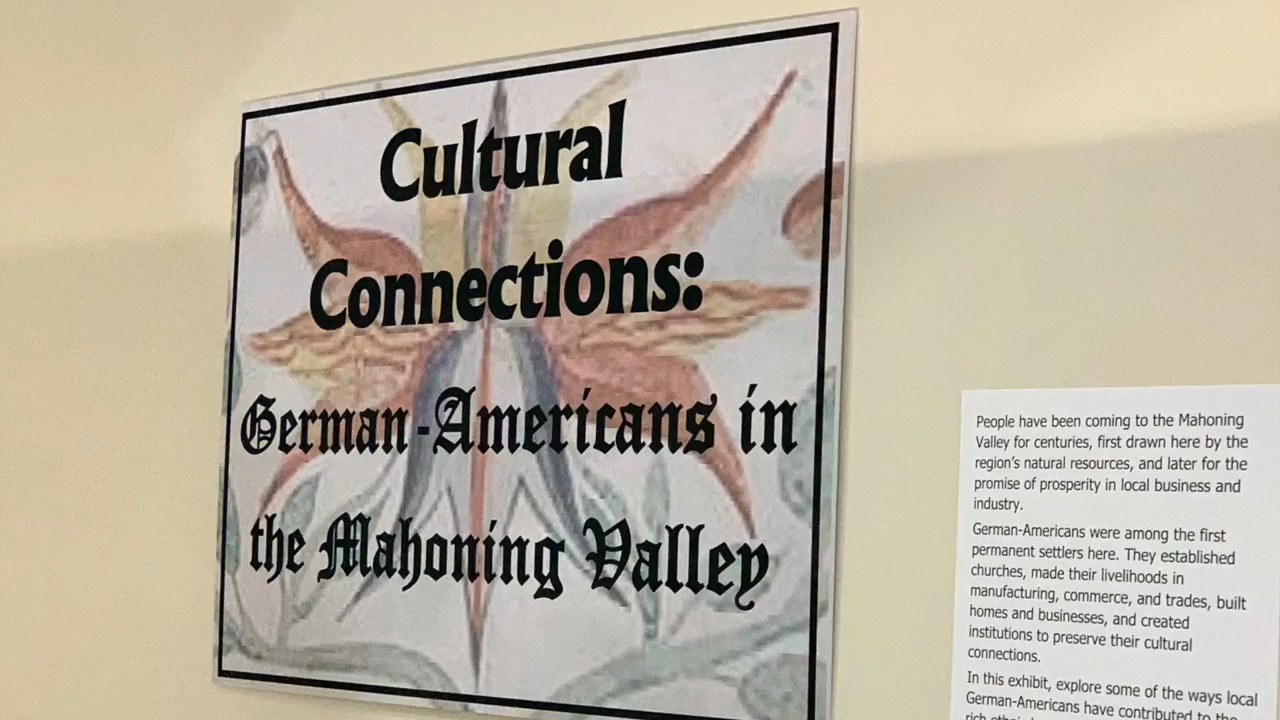 Cultural
Connections:
German-Americans in
the Mahoning Valley
People have been coming to the Mahoning
Valley for centuries, first drawn here by the
region's natural resources, and later for the
promise of prosperity in local business and
industry.
German-Americans were among the first
permanent settlers here. They established
churches, made their livelihoods in
manufacturing, commerce, and trades, built
homes and businesses, and created
institutions to preserve their cultural
connections.
In this exhibit, explore some of the ways local
German-Americans have contributed to the